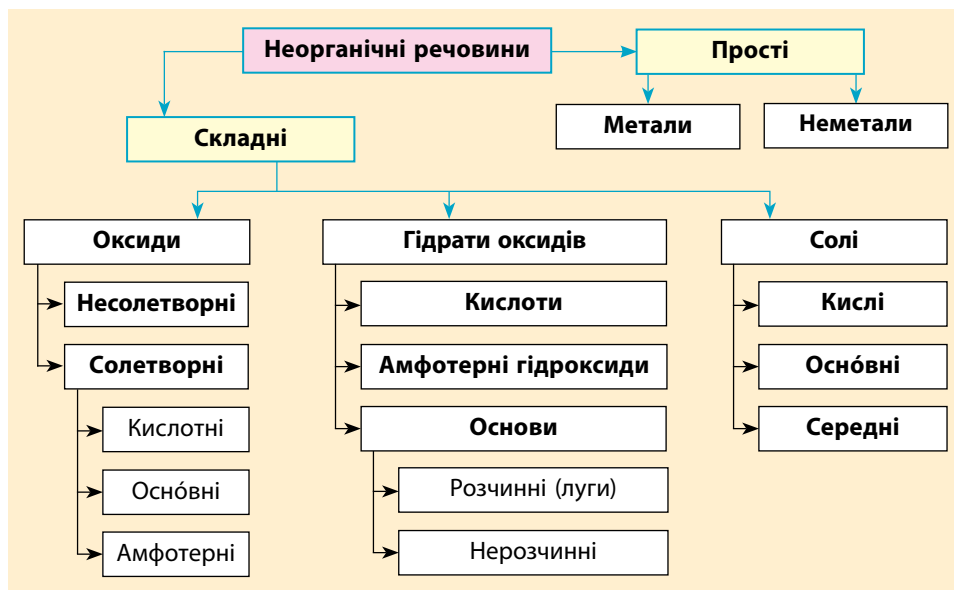 Неорганічні речовини
Прості
Метали
Неметали
Складні
Оксиди
Несолетворні
Солетворні
Кислотні
Осно́вні
Амфотерні
Гідрати оксидів
Кислоти
Амфотерні гідроксиди
Основи
Розчинні (луги)
Нерозчинні
Солі
Кислі
Осно́вні
Середні